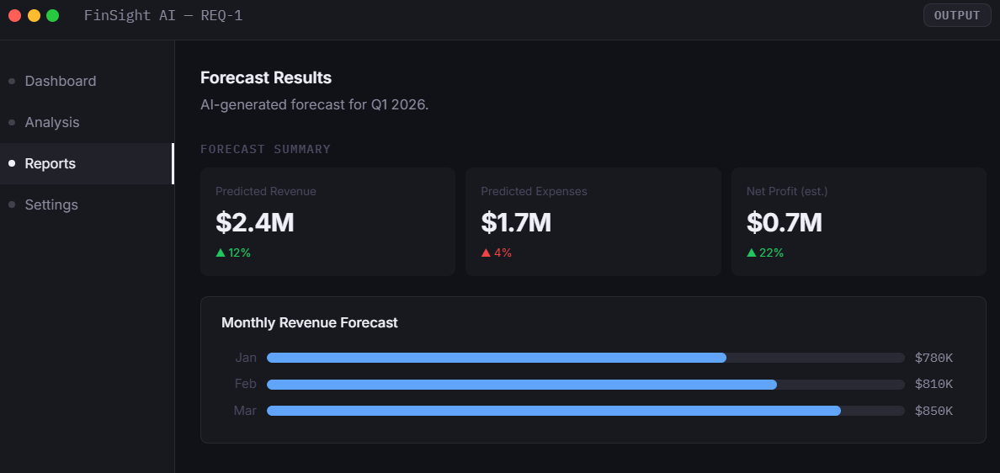 FinSight AI — REQ-1
OUTPUT
Dashboard
Analysis
Reports
Settings
Forecast Results
AI-generated forecast for Q1 2026.
FORECAST SUMMARY
Predicted Revenue
$2.4M
▲ 12%
Predicted Expenses
$1.7M
▲ 4%
Net Profit (est.)
$0.7M
▲ 22%
Monthly Revenue Forecast
Jan $780K
Feb $810K
Mar $850K